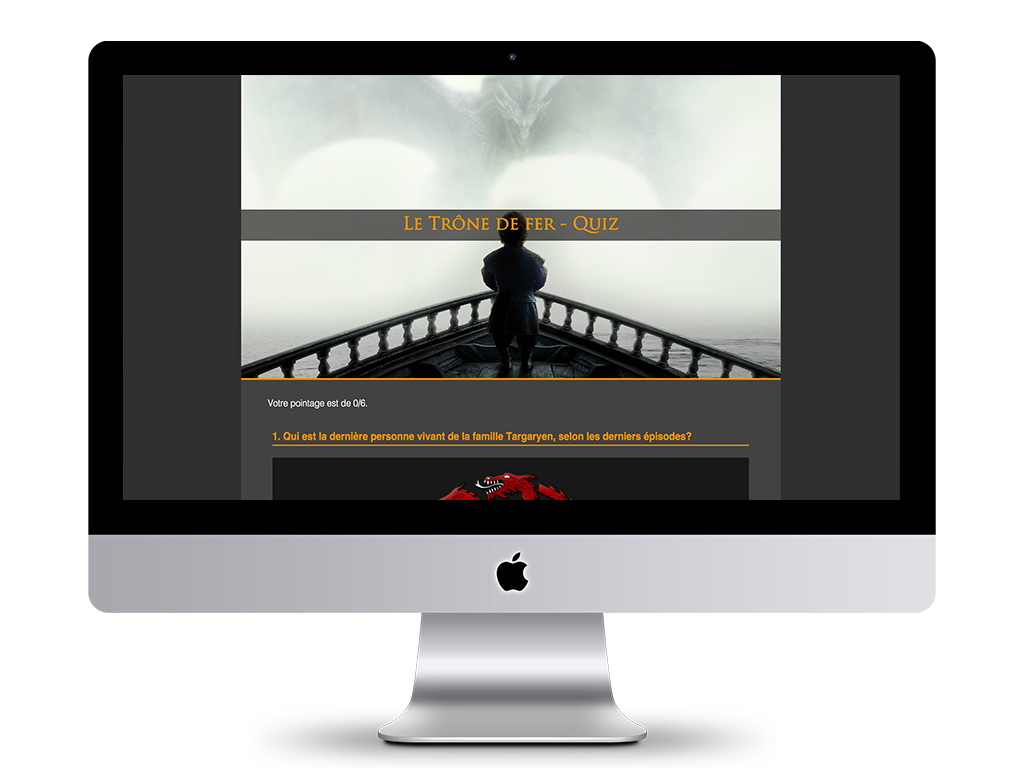 Le Trône de fer - Quiz
Votre pointage est de 0/6.
1. Qui est la dernière personne vivant de la famille Targaryen, selon les derniers épisodes?